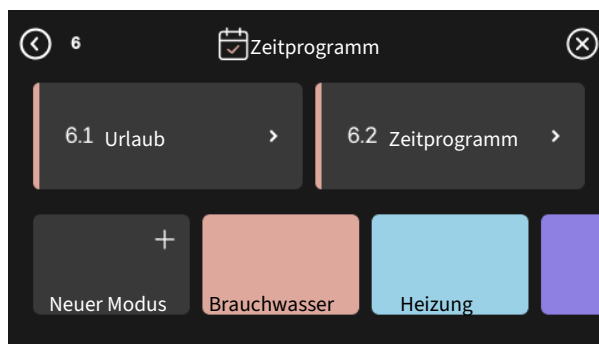 6 Zeitprogramm
6.1 Urlaub
6.2 Zeitprogramm
Neuer Modus
Brauchwasser
Heizung